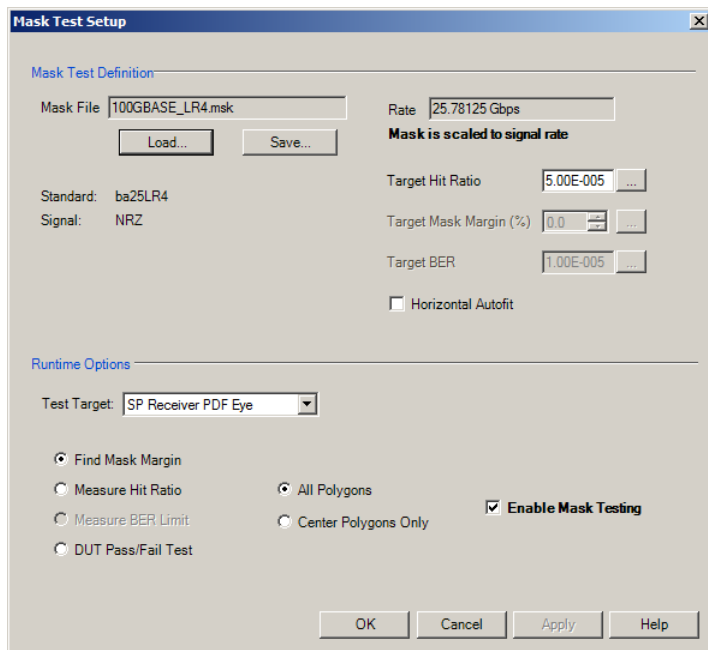 Mask Test Setup
Mask Test Definition
Mask File 100GBASE_LR4.msk
Load... Save...
Standard: ba25LR4
Signal: NRZ
Rate 25.78125 Gbps
Mask is scaled to signal rate
Target Hit Ratio 5.00E-005 ...
Target Mask Margin (%) 0.0 ...
Target BER 1.00E-005 ...
Horizontal Autofit
Runtime Options
Test Target: SP Receiver PDF Eye
Find Mask Margin
Measure Hit Ratio
Measure BER Limit
DUT Pass/Fail Test
All Polygons
Center Polygons Only
Enable Mask Testing
OK Cancel Apply Help